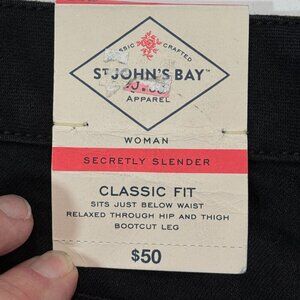 CLASSIC CRAFTED
ST JOHN'S BAY™
APPAREL
WOMAN
SECRETLY SLENDER
CLASSIC FIT
SITS JUST BELOW WAIST
RELAXED THROUGH HIP AND THIGH
BOOTCUT LEG
$50